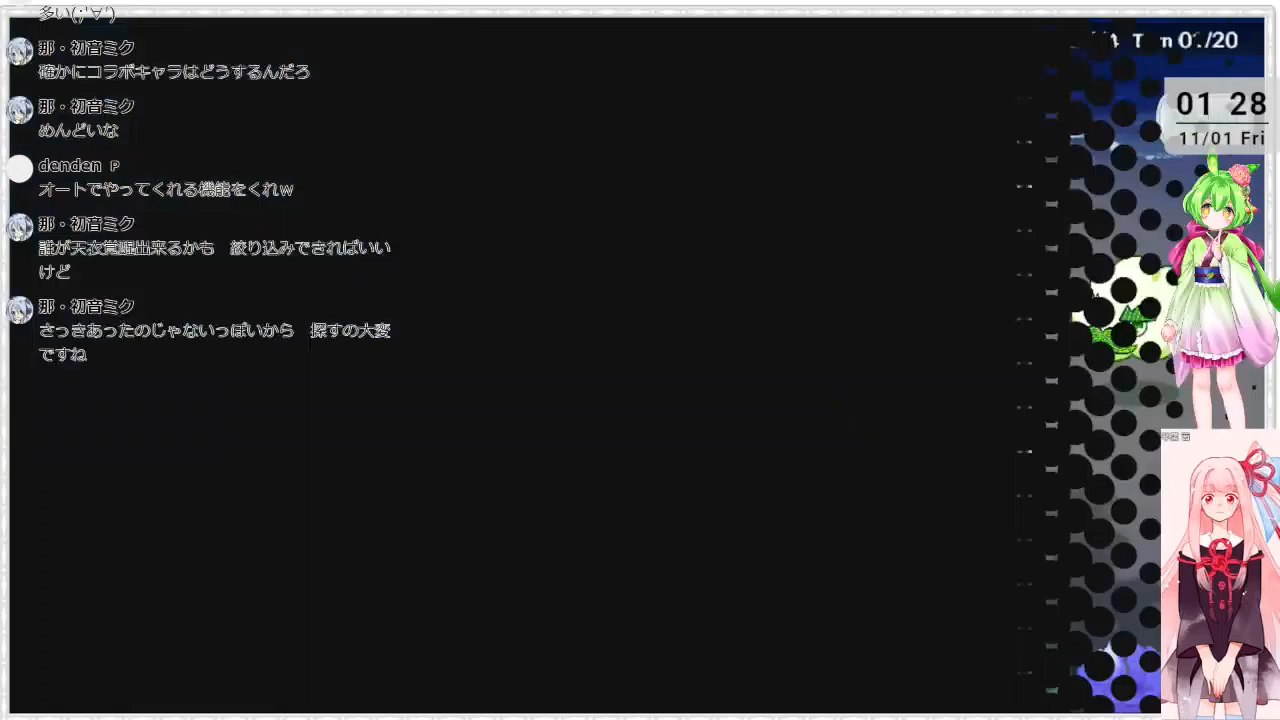 多い(;'∀')
那・初音ミク
確かにコラボキャラはどうするんだろ
那・初音ミク
めんどいな
denden P
オートでやってくれる機能をくれw
那・初音ミク
誰が天衣覚醒出来るかも 絞り込みできればいい
けど
那・初音ミク
さっきあったのじゃないっぽいから 探すの大変
ですね
/20
01 28
11/01 Fri